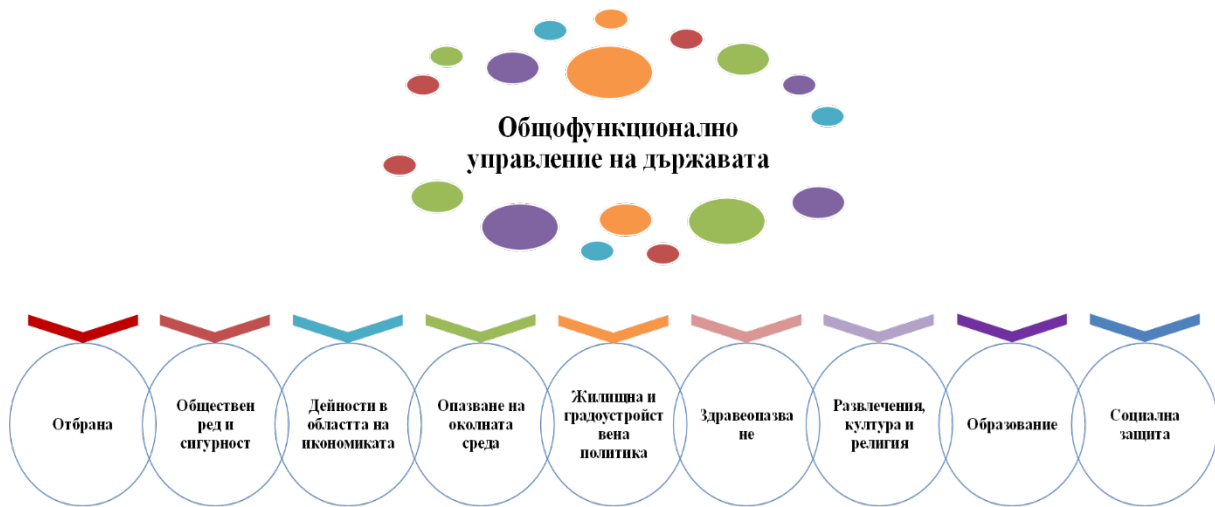 Общофункционално
управление на държавата
Отбрана
Обществен
ред и
сигурност
Дейности в
областта на
икономиката
Опазване на
околната
среда
Жилищна и
градоустройст
вена
политика
Здравеопазва
не
Развлечения,
култура и
религия
Образование
Социална
защита